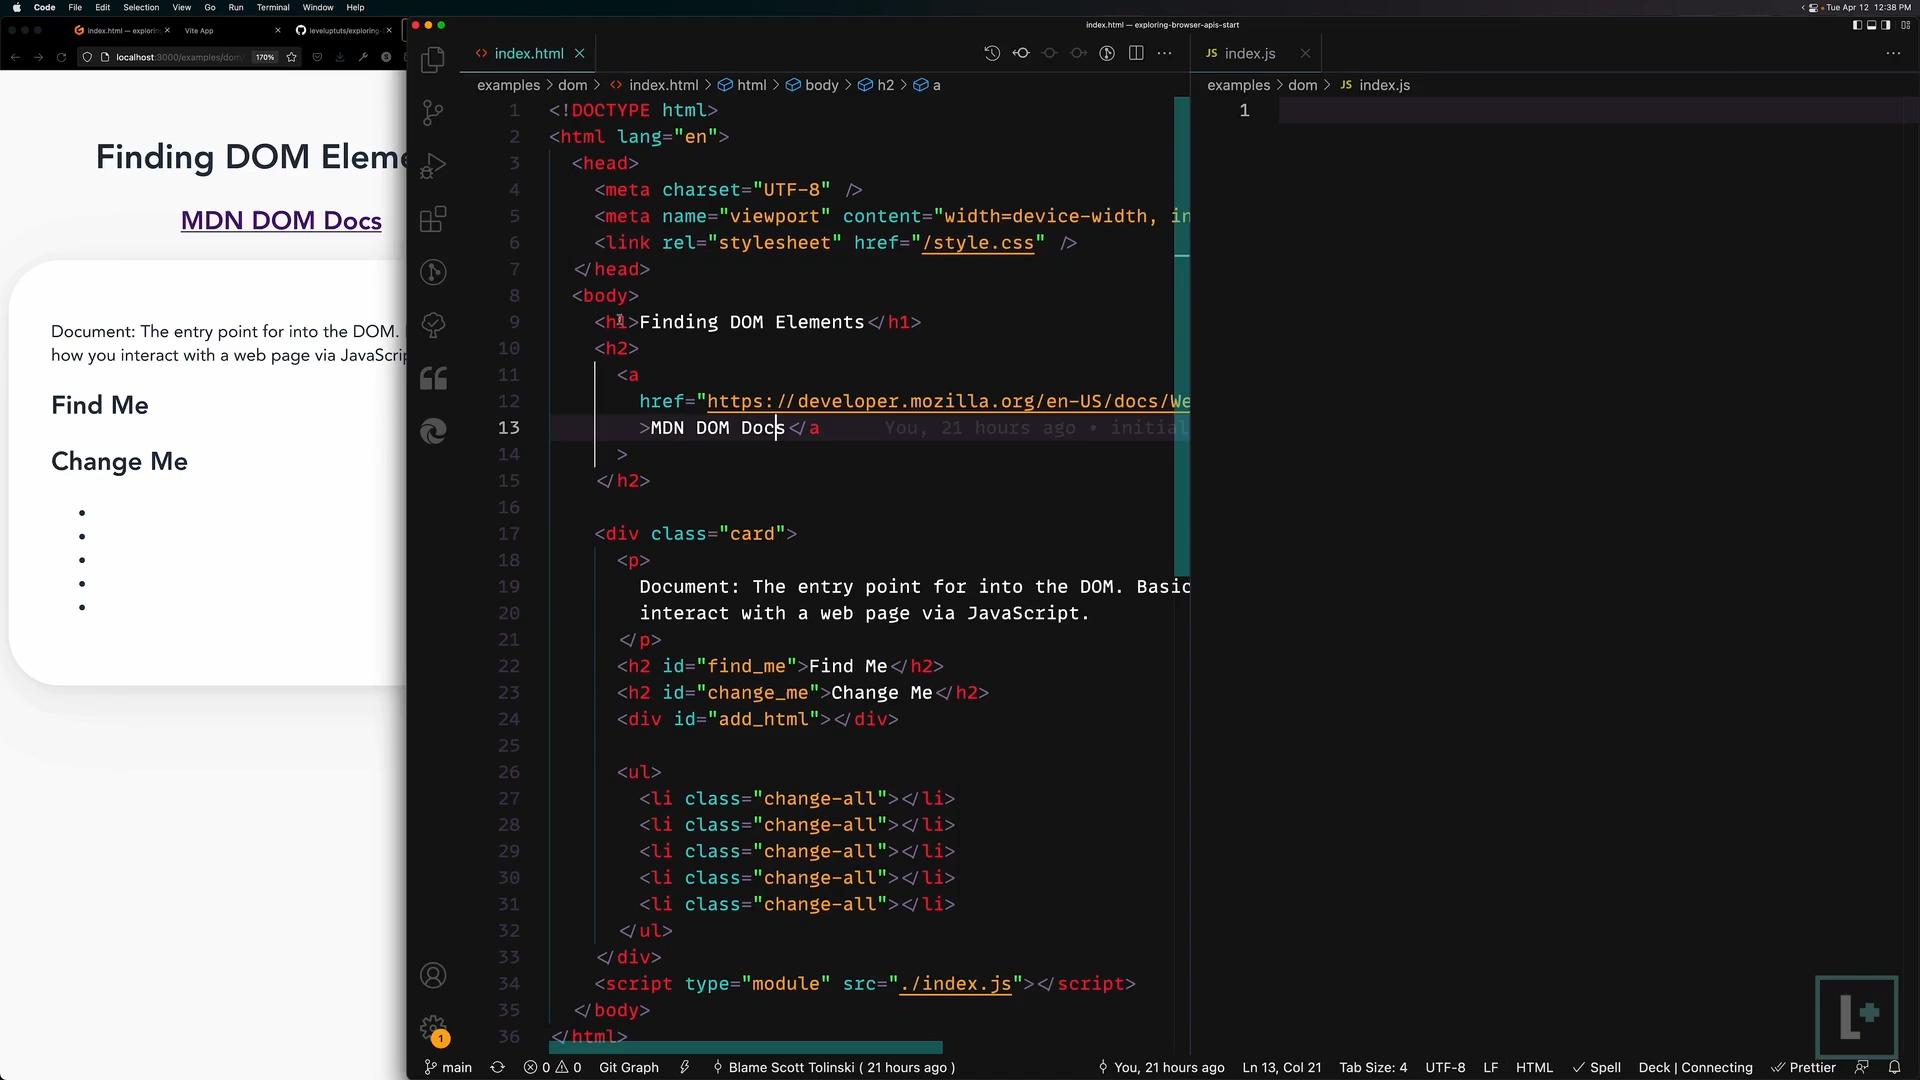 Code File Edit Selection View Go Run Terminal Window Help
Tue Apr 12 12:38 PM
index.html — explorin
Vite App
leveluptuts/exploring-
localhost:3000/examples/dom
170%
Finding DOM Eleme
MDN DOM Docs
Document: The entry point for into the DOM.
how you interact with a web page via JavaScrip
Find Me
Change Me
index.html — exploring-browser-apis-start
<> index.html
examples > dom > <> index.html > html > body > h2 > a
1 <!DOCTYPE html>
2 <html lang="en">
3 <head>
4 <meta charset="UTF-8" />
5 <meta name="viewport" content="width=device-width, in
6 <link rel="stylesheet" href="/style.css" />
7 </head>
8 <body>
9 <h1>Finding DOM Elements</h1>
10 <h2>
11 <a
12 href="https://developer.mozilla.org/en-US/docs/We
13 >MDN DOM Docs</a You, 21 hours ago • initial
14 >
15 </h2>
16
17 <div class="card">
18 <p>
19 Document: The entry point for into the DOM. Basic
20 interact with a web page via JavaScript.
21 </p>
22 <h2 id="find_me">Find Me</h2>
23 <h2 id="change_me">Change Me</h2>
24 <div id="add_html"></div>
25
26 <ul>
27 <li class="change-all"></li>
28 <li class="change-all"></li>
29 <li class="change-all"></li>
30 <li class="change-all"></li>
31 <li class="change-all"></li>
32 </ul>
33 </div>
34 <script type="module" src="./index.js"></script>
35 </body>
36 </html>
JS index.js
examples > dom > JS index.js
1
1
main 0 0 Git Graph Blame Scott Tolinski ( 21 hours ago )
You, 21 hours ago Ln 13, Col 21 Tab Size: 4 UTF-8 LF HTML Spell Deck | Connecting Prettier
L+